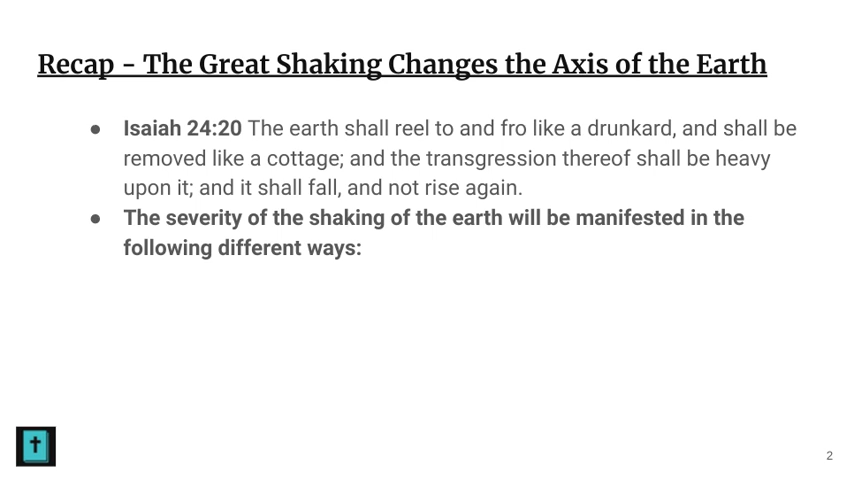 Recap - The Great Shaking Changes the Axis of the Earth
● Isaiah 24:20 The earth shall reel to and fro like a drunkard, and shall be
removed like a cottage; and the transgression thereof shall be heavy
upon it; and it shall fall, and not rise again.
● The severity of the shaking of the earth will be manifested in the
following different ways:
2